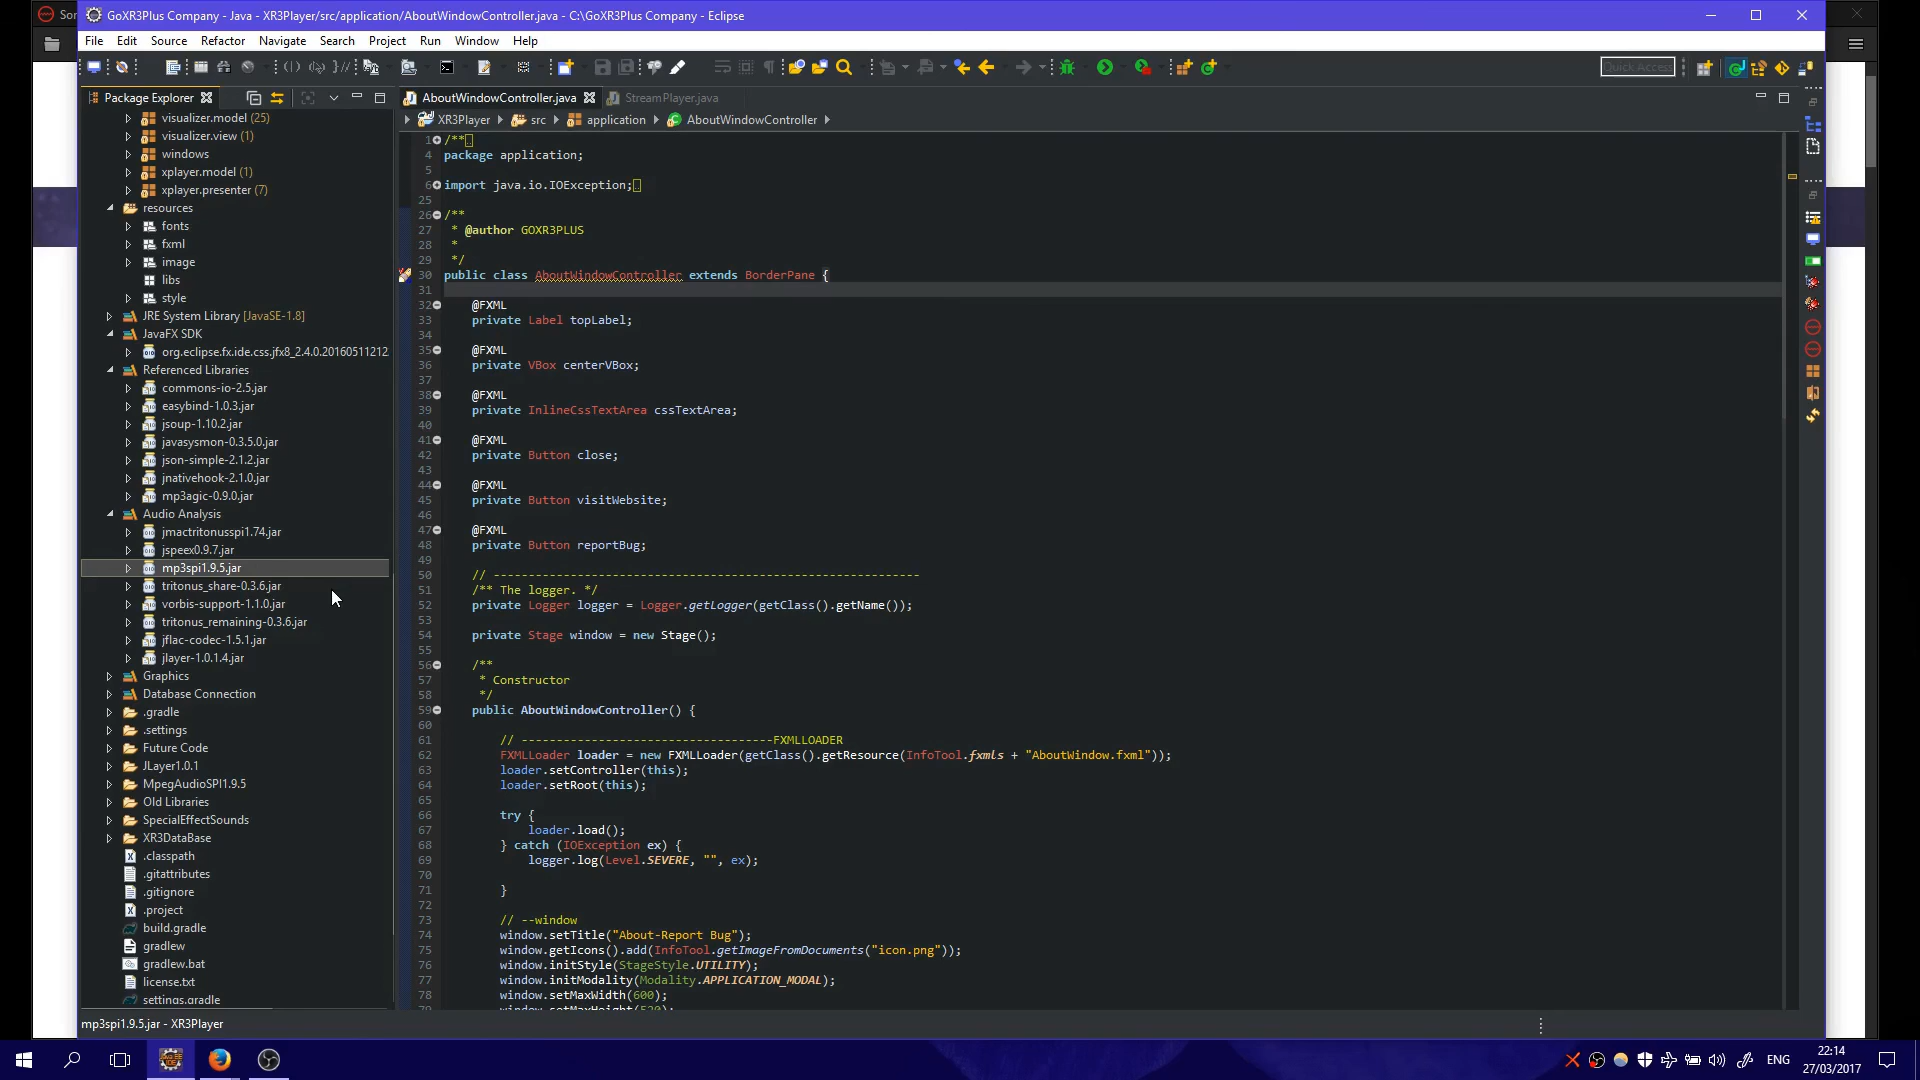 GoXR3Plus Company - Java - XR3Player/src/application/AboutWindowController.java - C:\GoXR3Plus Company - Eclipse
File Edit Source Refactor Navigate Search Project Run Window Help
Quick Access
Package Explorer
visualizer.model (25)
visualizer.view (1)
windows
xplayer.model (1)
xplayer.presenter (7)
resources
fonts
fxml
image
libs
style
JRE System Library [JavaSE-1.8]
JavaFX SDK
org.eclipse.fx.ide.css.jfx8_2.4.0.20160511212
Referenced Libraries
commons-io-2.5.jar
easybind-1.0.3.jar
jsoup-1.10.2.jar
javasysmon-0.3.5.0.jar
json-simple-2.1.2.jar
jnativehook-2.1.0.jar
mp3agic-0.9.0.jar
Audio Analysis
jmactritonusspi1.74.jar
jspeex0.9.7.jar
mp3spi1.9.5.jar
tritonus_share-0.3.6.jar
vorbis-support-1.1.0.jar
tritonus_remaining-0.3.6.jar
jflac-codec-1.5.1.jar
jlayer-1.0.1.4.jar
Graphics
Database Connection
.gradle
.settings
Future Code
JLayer1.0.1
MpegAudioSPI1.9.5
Old Libraries
SpecialEffectSounds
XR3DataBase
.classpath
.gitattributes
.gitignore
.project
build.gradle
gradlew
gradlew.bat
license.txt
settings.gradle
AboutWindowController.java StreamPlayer.java
XR3Player src application AboutWindowController
1 /**
4 package application;
5
6 import java.io.IOException;
25
26 /**
27 * @author GOXR3PLUS
28 *
29 */
30 public class AboutWindowController extends BorderPane {
31
32 @FXML
33 private Label topLabel;
34
35 @FXML
36 private VBox centerVBox;
37
38 @FXML
39 private InlineCssTextArea cssTextArea;
40
41 @FXML
42 private Button close;
43
44 @FXML
45 private Button visitWebsite;
46
47 @FXML
48 private Button reportBug;
49
50 // -------------------------------------------------------------
51 /** The logger. */
52 private Logger logger = Logger.getLogger(getClass().getName());
53
54 private Stage window = new Stage();
55
56 /**
57 * Constructor
58 */
59 public AboutWindowController() {
60
61 // ------------------------------------FXMLLOADER
62 FXMLLoader loader = new FXMLLoader(getClass().getResource(InfoTool.fxmls + "AboutWindow.fxml"));
63 loader.setController(this);
64 loader.setRoot(this);
65
66 try {
67 loader.load();
68 } catch (IOException ex) {
69 logger.log(Level.SEVERE, "", ex);
70
71 }
72
73 // --window
74 window.setTitle("About-Report Bug");
75 window.getIcons().add(InfoTool.getImageFromDocuments("icon.png"));
76 window.initStyle(StageStyle.UTILITY);
77 window.initModality(Modality.APPLICATION_MODAL);
78 window.setMaxWidth(600);
mp3spi1.9.5.jar - XR3Player
ENG
22:14
27/03/2017